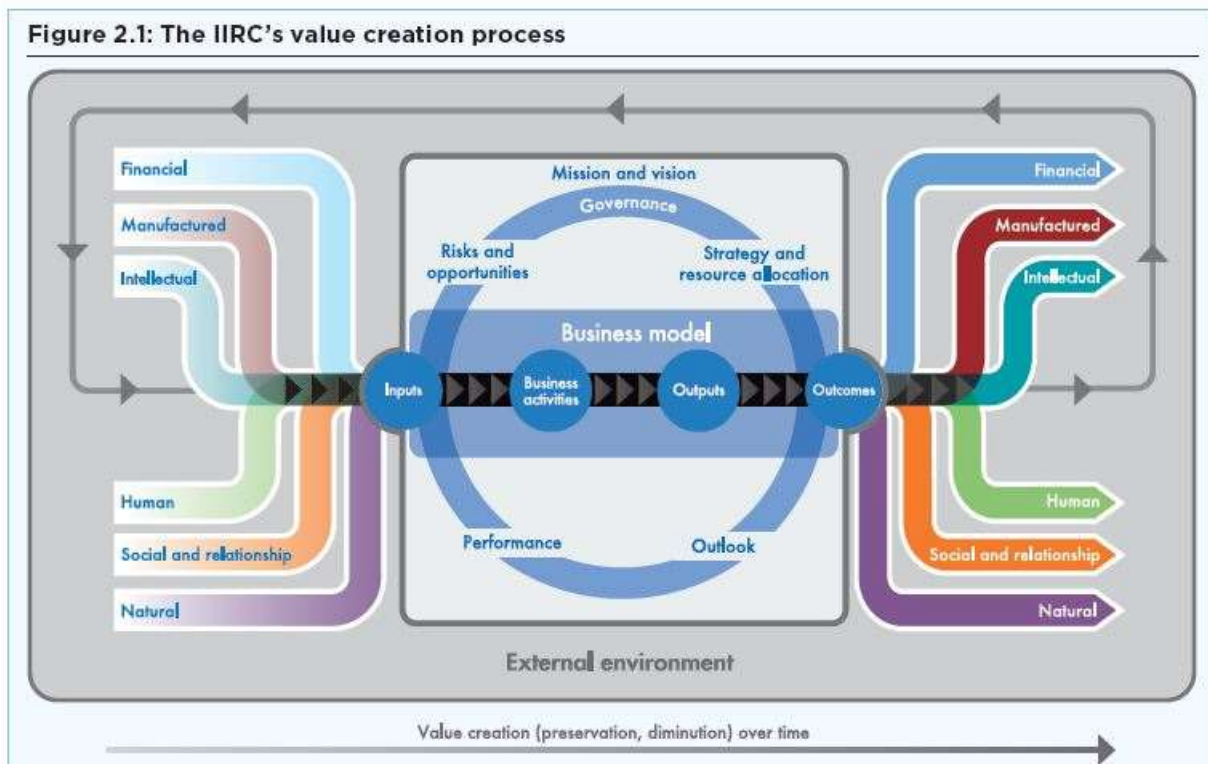 Figure 2.1: The IIRC's value creation process
Financial
Manufactured
Intellectual
Human
Social and relationship
Natural
Mission and vision
Governance
Risks and
opportunities
Strategy and
resource allocation
Business model
Inputs
Business
activities
Outputs
Outcomes
Performance
Outlook
Financial
Manufactured
Intellectual
Human
Social and relationship
Natural
External environment
Value creation (preservation, diminution) over time